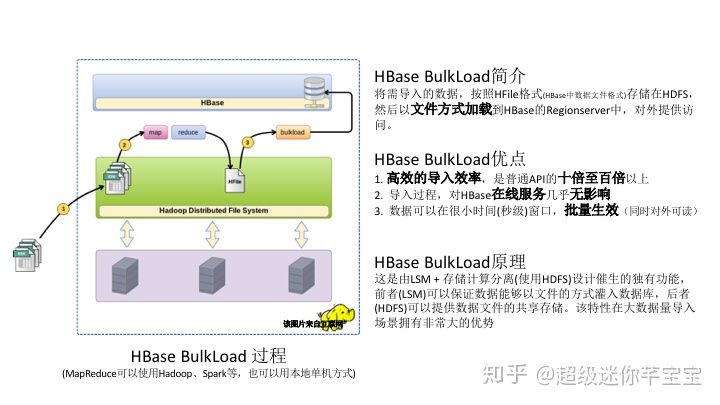 HBase
map
reduce
bulkload
1
2
3
HFile
Hadoop Distributed File System
该图片来自互联网
HBase BulkLoad 过程
(MapReduce可以使用Hadoop、Spark等，也可以用本地单机方式)
HBase BulkLoad简介
将需导入的数据，按照HFile格式(HBase中数据文件格式)存储在HDFS，
然后以文件方式加载到HBase的Regionserver中，对外提供访
问。
HBase BulkLoad优点
1. 高效的导入效率，是普通API的十倍至百倍以上
2. 导入过程，对HBase在线服务几乎无影响
3. 数据可以在很小时间(秒级)窗口，批量生效（同时对外可读）
HBase BulkLoad原理
这是由LSM + 存储计算分离(使用HDFS)设计催生的独有功能，
前者(LSM)可以保证数据能够以文件的方式灌入数据库，后者
(HDFS)可以提供数据文件的共享存储。该特性在大数据量导入
场景拥有非常大的优势
知乎 @超级迷你芊宝宝